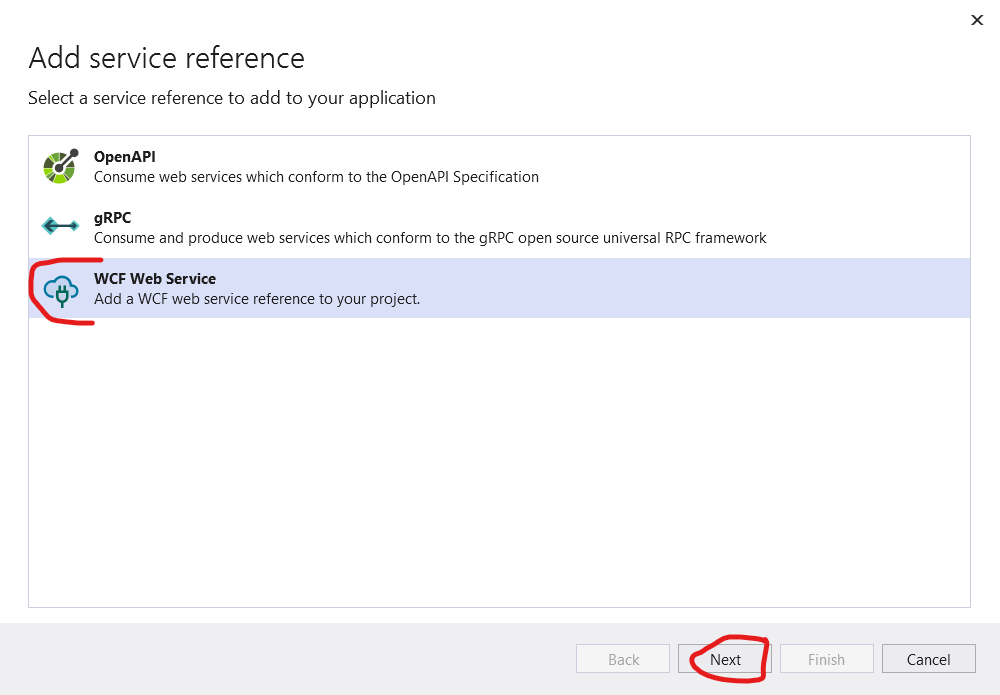 Add service reference
Select a service reference to add to your application
OpenAPI
Consume web services which conform to the OpenAPI Specification
gRPC
Consume and produce web services which conform to the gRPC open source universal RPC framework
WCF Web Service
Add a WCF web service reference to your project.
Back Next Finish Cancel